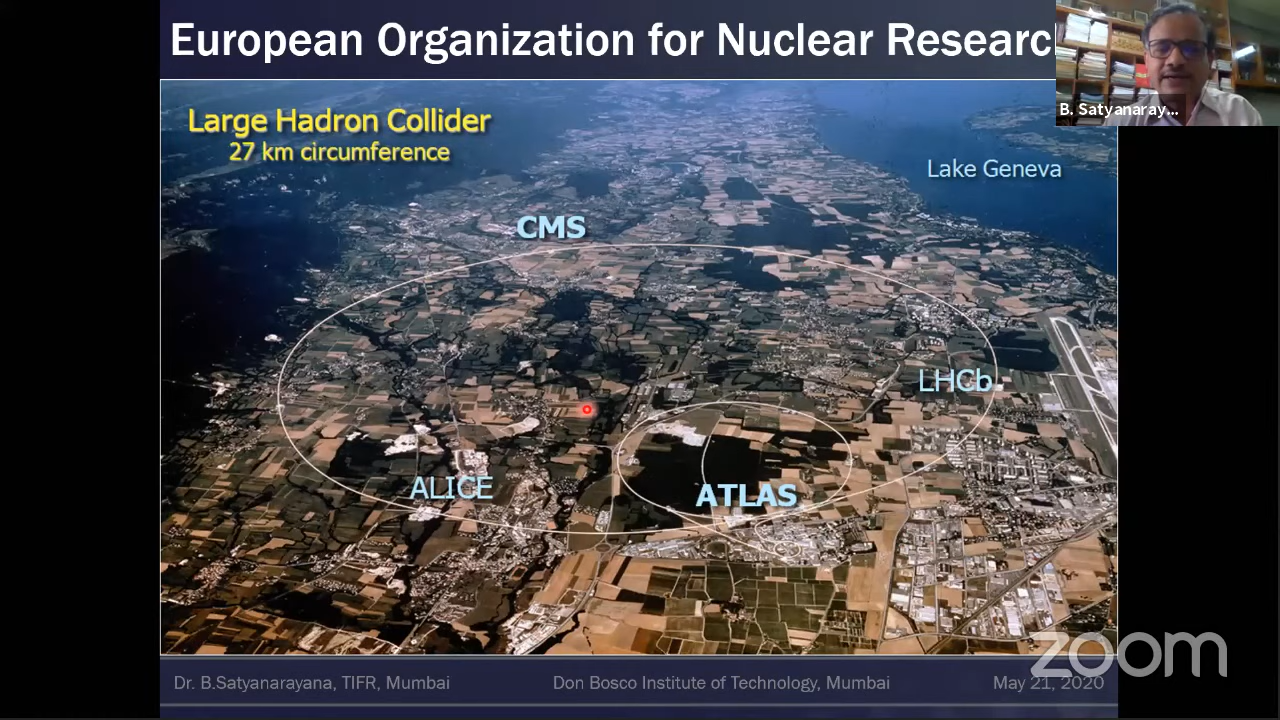 European Organization for Nuclear Researc
B. Satyanaray...
Large Hadron Collider
27 km circumference
Lake Geneva
CMS
LHCb
ALICE
ATLAS
zoom
Dr. B.Satyanarayana, TIFR, Mumbai
Don Bosco Institute of Technology, Mumbai
May 21, 2020